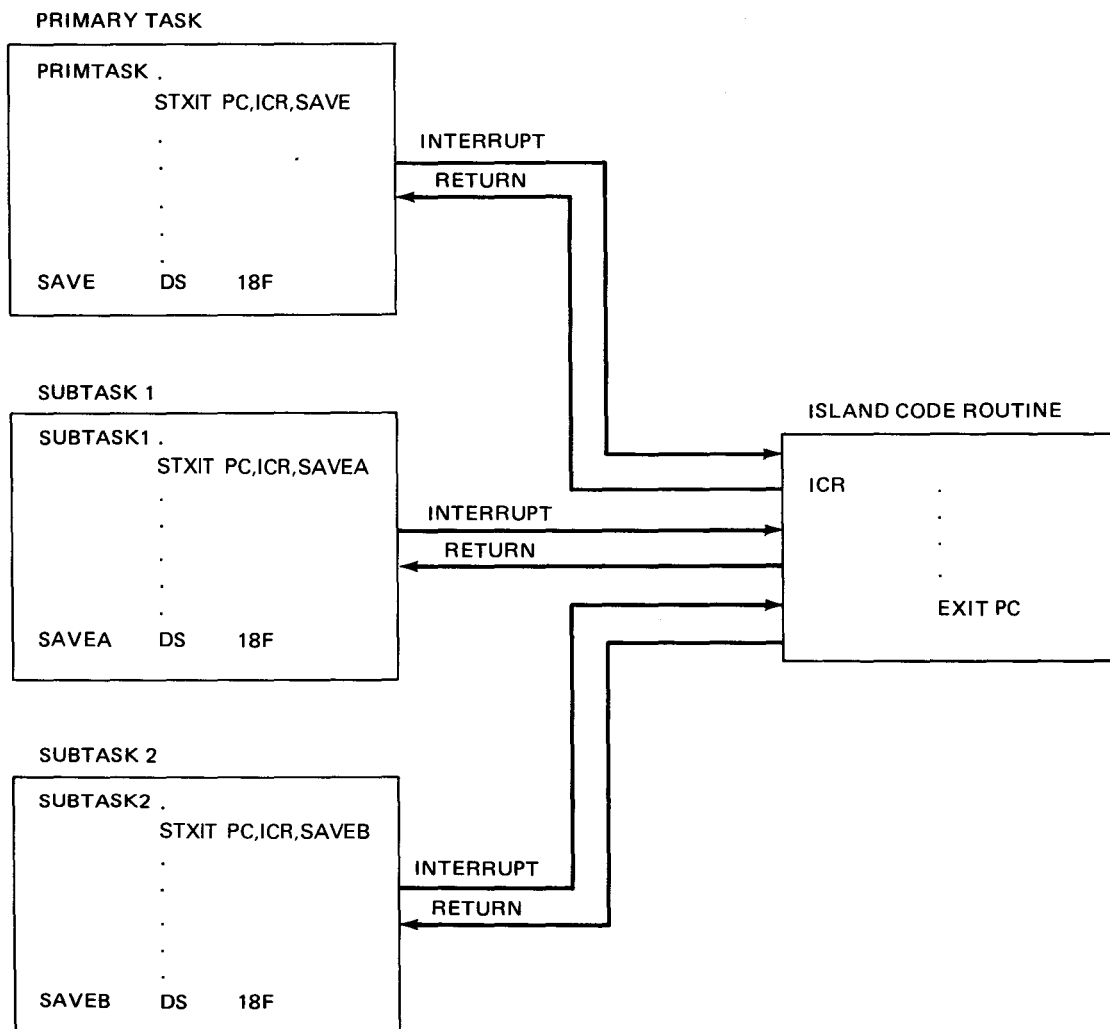 PRIMARY TASK
PRIMTASK .
STXIT PC,ICR,SAVE
.
.
.
.
.
SAVE DS 18F
INTERRUPT
RETURN
SUBTASK 1
SUBTASK1 .
STXIT PC,ICR,SAVEA
.
.
.
.
.
SAVEA DS 18F
INTERRUPT
RETURN
SUBTASK 2
SUBTASK2 .
STXIT PC,ICR,SAVEB
.
.
.
.
.
SAVEB DS 18F
INTERRUPT
RETURN
ISLAND CODE ROUTINE
ICR .
.
.
.
EXIT PC